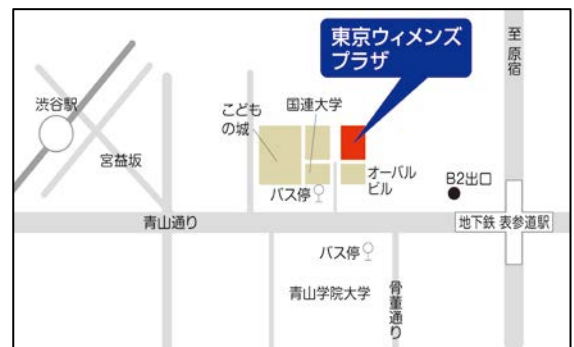 東京ウィメンズ
プラザ
至 原宿
渋谷駅
宮益坂
こども
の城
国連大学
オーバル
ビル
B2出口
バス停
青山通り
地下鉄 表参道駅
バス停
青山学院大学
骨董通り